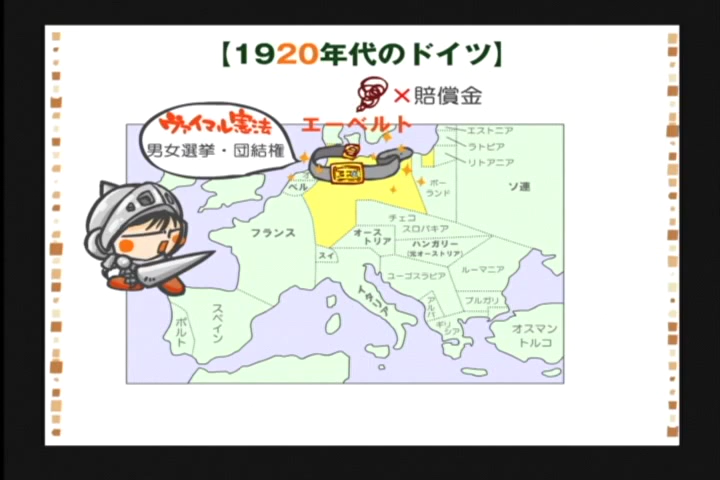 【1920年代のドイツ】
×賠償金
エーベルト
ヴァイマル憲法
男女選挙・団結権
エストニア
ラトビア
リトアニア
ソ連
ポー
ランド
ベル
フランス
チェコ
スロバキア
オース
トリア
ハンガリー
(元オーストリア)
スイ
ユーゴスラビア
ルーマニア
イタリア
アル
バ
ブルガリ
ギリ
シア
オスマン
トルコ
スペイン
ポルト